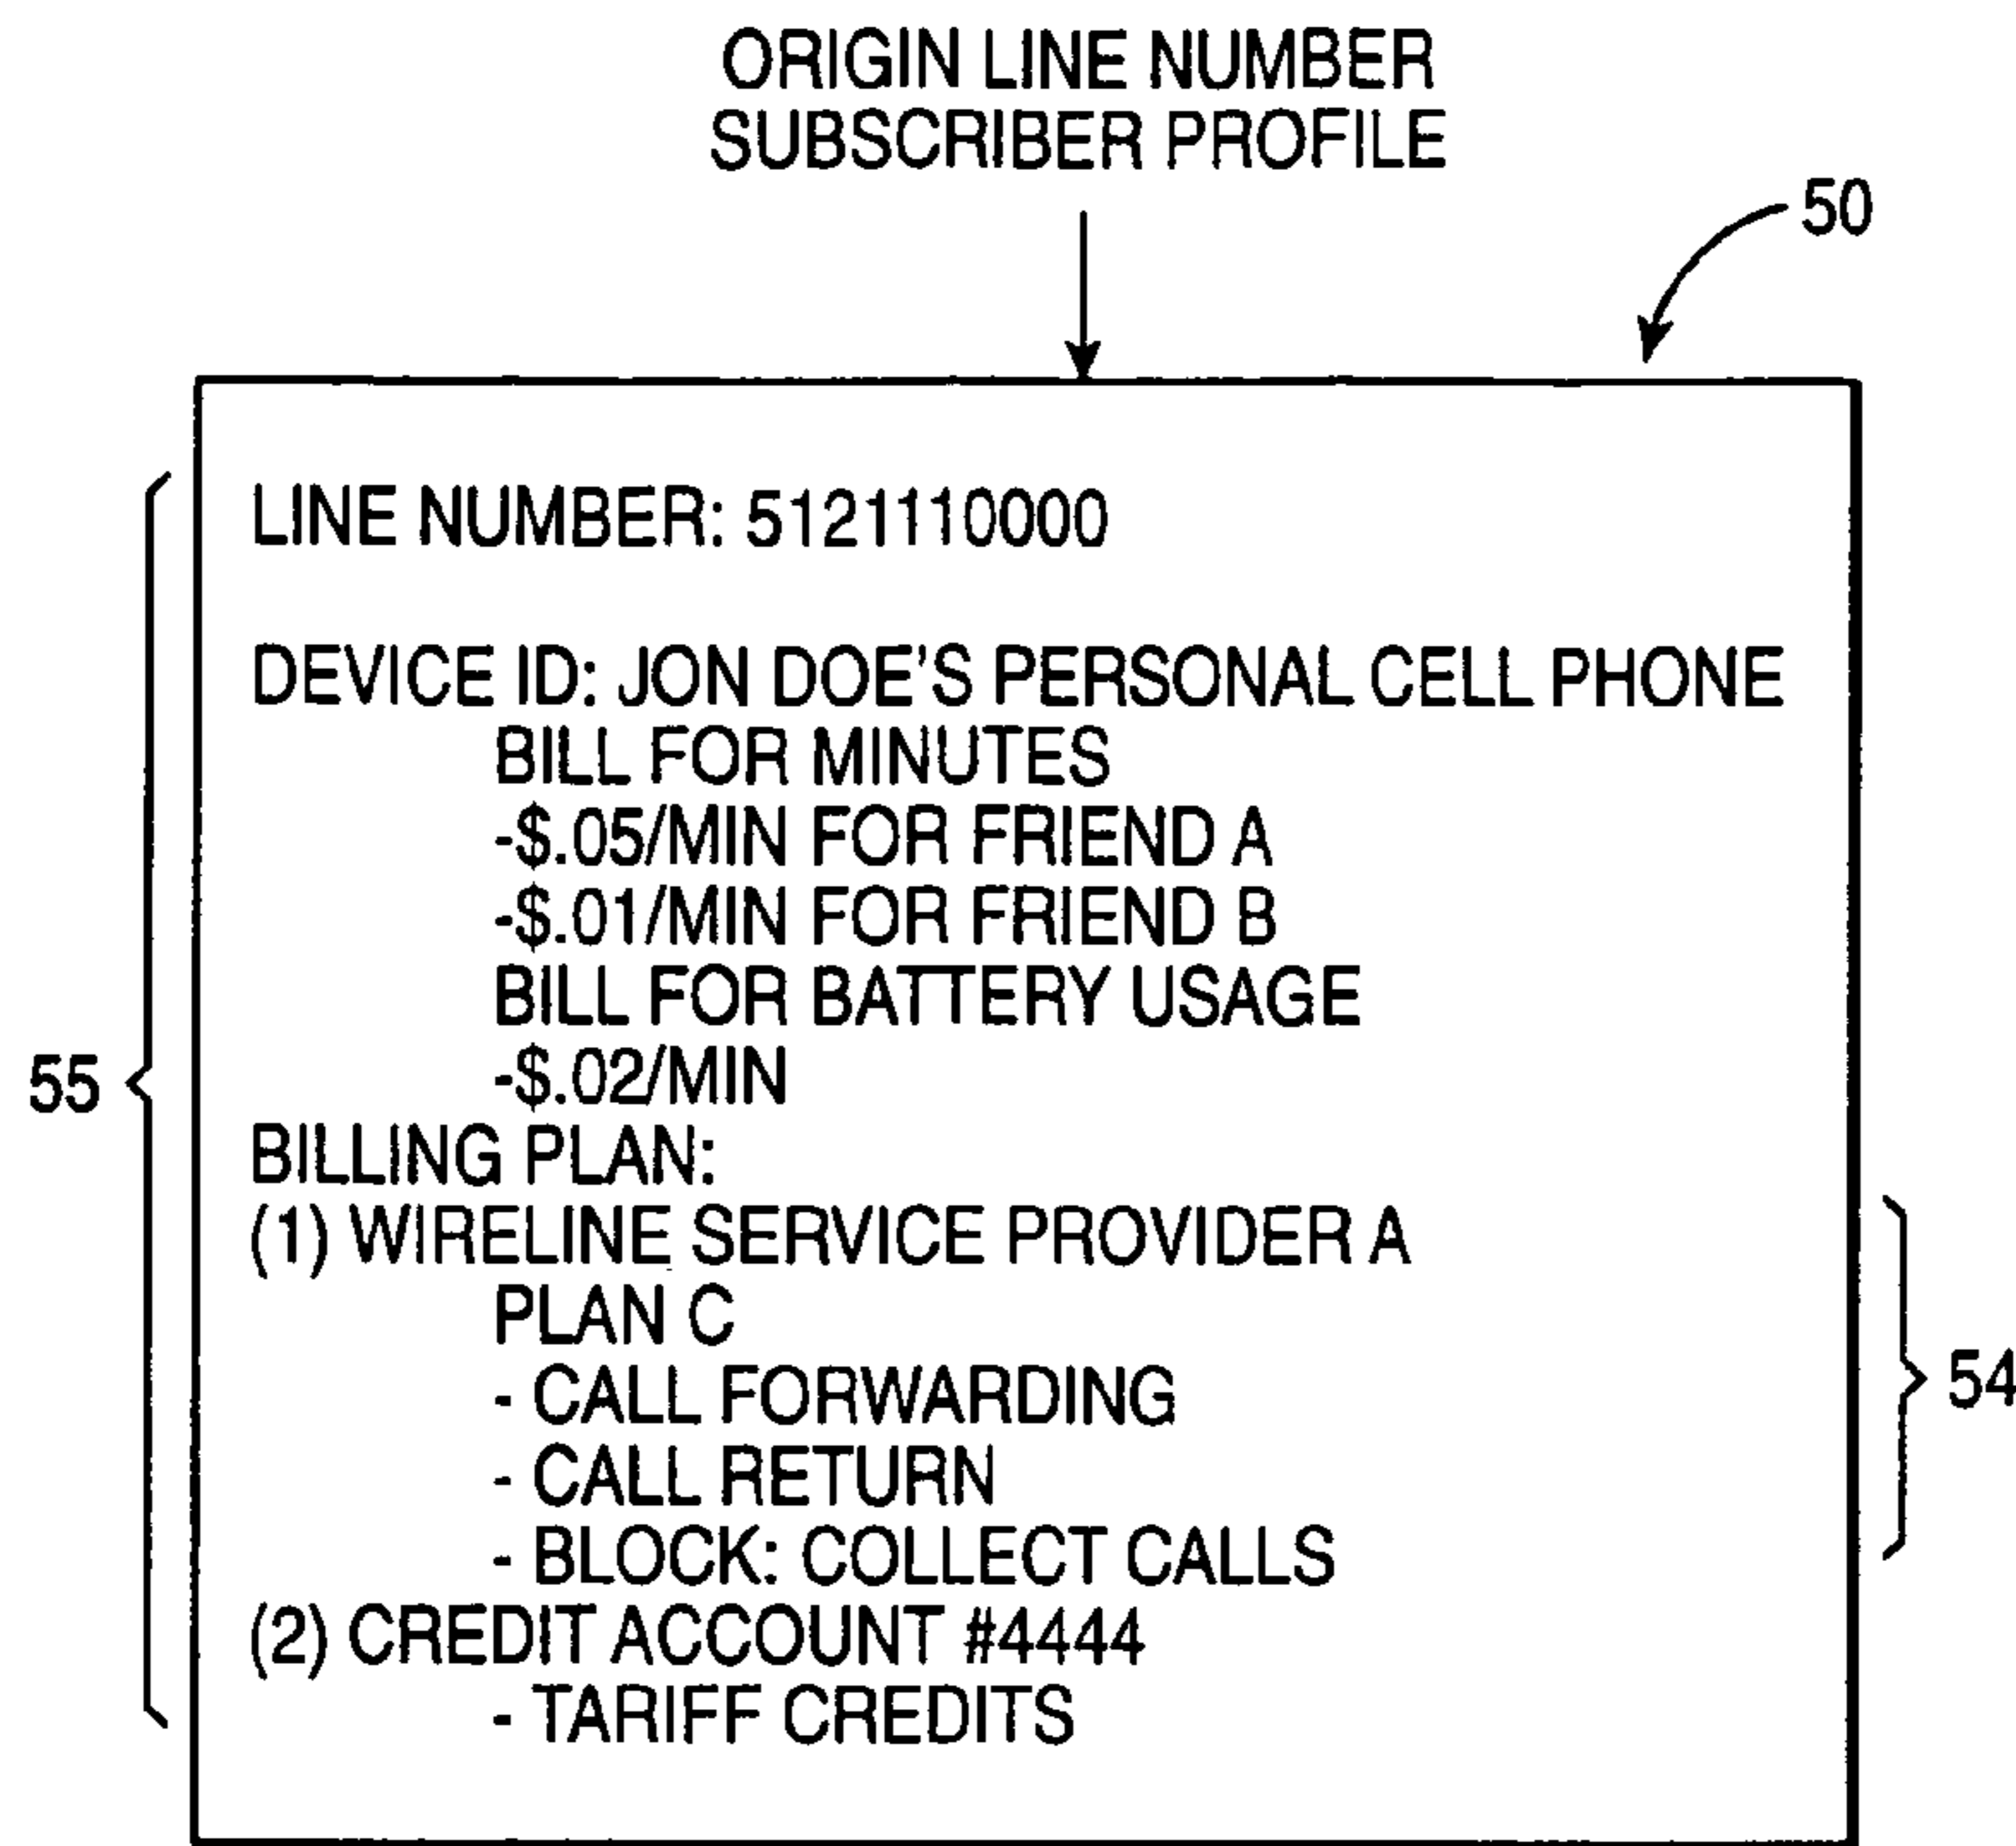 ORIGIN LINE NUMBER
SUBSCRIBER PROFILE
50
LINE NUMBER: 5121110000
DEVICE ID: JON DOE'S PERSONAL CELL PHONE
BILL FOR MINUTES
-$.05/MIN FOR FRIEND A
-$.01/MIN FOR FRIEND B
BILL FOR BATTERY USAGE
-$.02/MIN
55
BILLING PLAN:
(1) WIRELINE SERVICE PROVIDER A
PLAN C
- CALL FORWARDING
54
- CALL RETURN
- BLOCK: COLLECT CALLS
(2) CREDIT ACCOUNT #4444
- TARIFF CREDITS